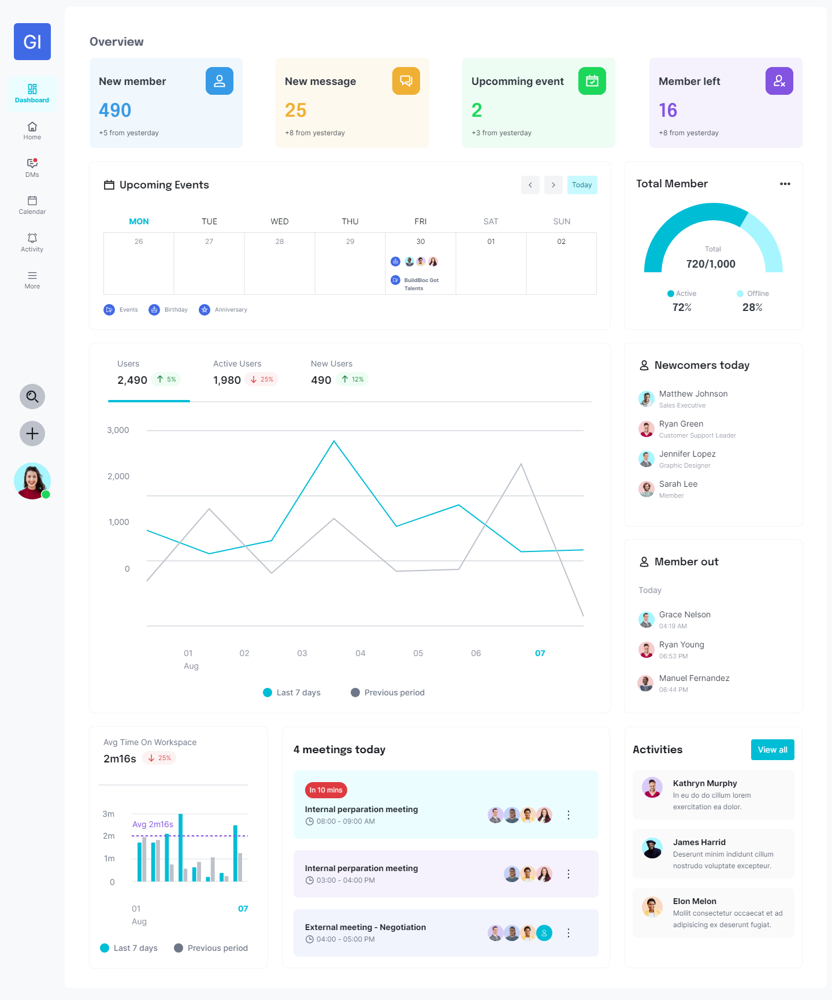 GI
Dashboard
Home
DMs
Calendar
Activity
More
Overview
New member
490
+5 from yesterday
New message
25
+8 from yesterday
Upcomming event
2
+3 from yesterday
Member left
16
+8 from yesterday
Upcoming Events
Today
MON TUE WED THU FRI SAT SUN
26 27 28 29 30 01 02
BuildBloc Got
Talents
Events Birthday Anniversary
Total Member
Total
720/1,000
Active Offline
72% 28%
Users Active Users New Users
2,490 5% 1,980 25% 490 12%
3,000
2,000
1,000
0
01 02 03 04 05 06 07
Aug
Last 7 days Previous period
Newcomers today
Matthew Johnson
Sales Executive
Ryan Green
Customer Support Leader
Jennifer Lopez
Graphic Designer
Sarah Lee
Member
Member out
Today
Grace Nelson
04:19 AM
Ryan Young
06:53 PM
Manuel Fernandez
06:44 PM
Avg Time On Workspace
2m16s 25%
3m
Avg 2m16s
2m
1m
0
01 07
Aug
Last 7 days Previous period
4 meetings today
In 10 mins
Internal perparation meeting
08:00 - 09:00 AM
Internal perparation meeting
03:00 - 04:00 PM
External meeting - Negotiation
04:00 - 05:00 PM
Activities View all
Kathryn Murphy
In eu do do cillum lorem
exercitation ea dolor.
James Harrid
Deserunt minim indidunt cillum
nostrudo voluptate excepteur.
Elon Melon
Mollit consectetur occaecat et ad
adipisicing ex deserunt fugiat.